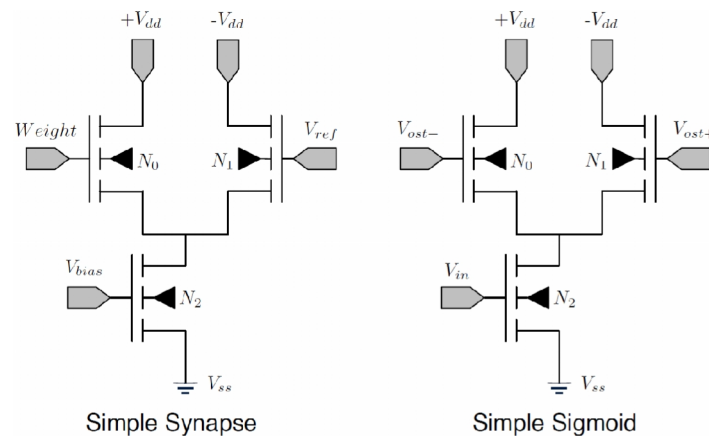 +V_dd -V_dd +V_dd -V_dd
Weight V_ref V_ost− V_ost+
N_0 N_1 N_0 N_1
V_bias V_in
N_2 N_2
V_ss V_ss
Simple Synapse Simple Sigmoid